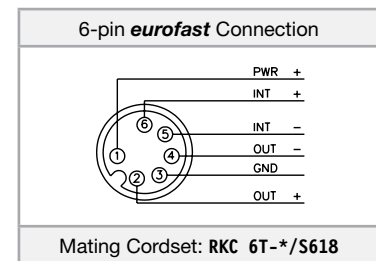 6-pin eurofast Connection
PWR +
INT +
INT –
OUT –
GND
OUT +
6
5
1
4
2
3
Mating Cordset: RKC 6T-*/S618